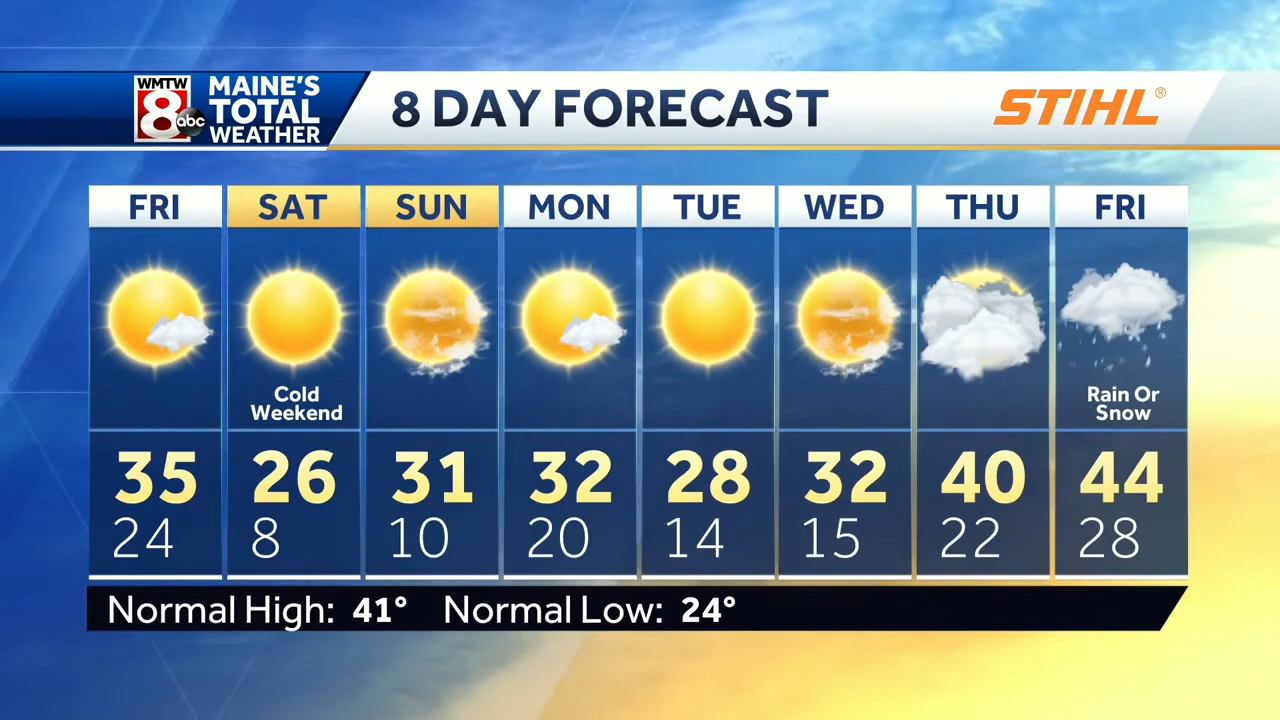 WMTW
8
abc
MAINE'S
TOTAL
WEATHER
8 DAY FORECAST
STIHL®
FRI SAT SUN MON TUE WED THU FRI
Cold
Weekend
Rain Or
Snow
35 26 31 32 28 32 40 44
24 8 10 20 14 15 22 28
Normal High: 41° Normal Low: 24°